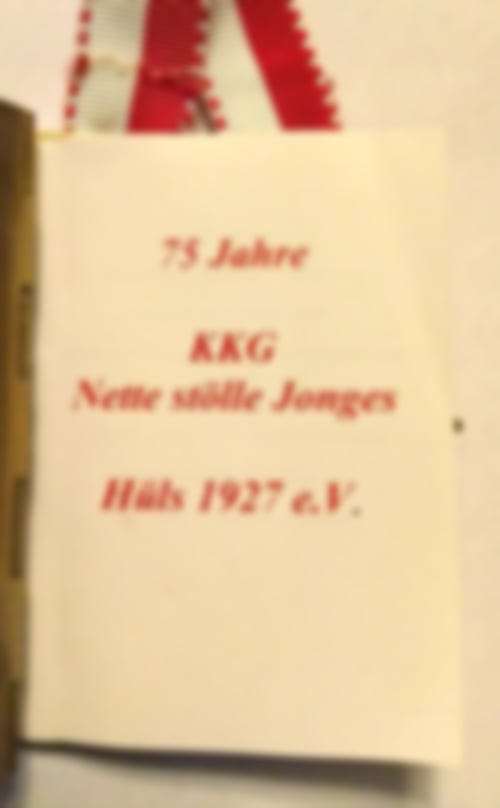 75 Jahre
KKG
Nette stölle Jonges
Hüls 1927 e.V.